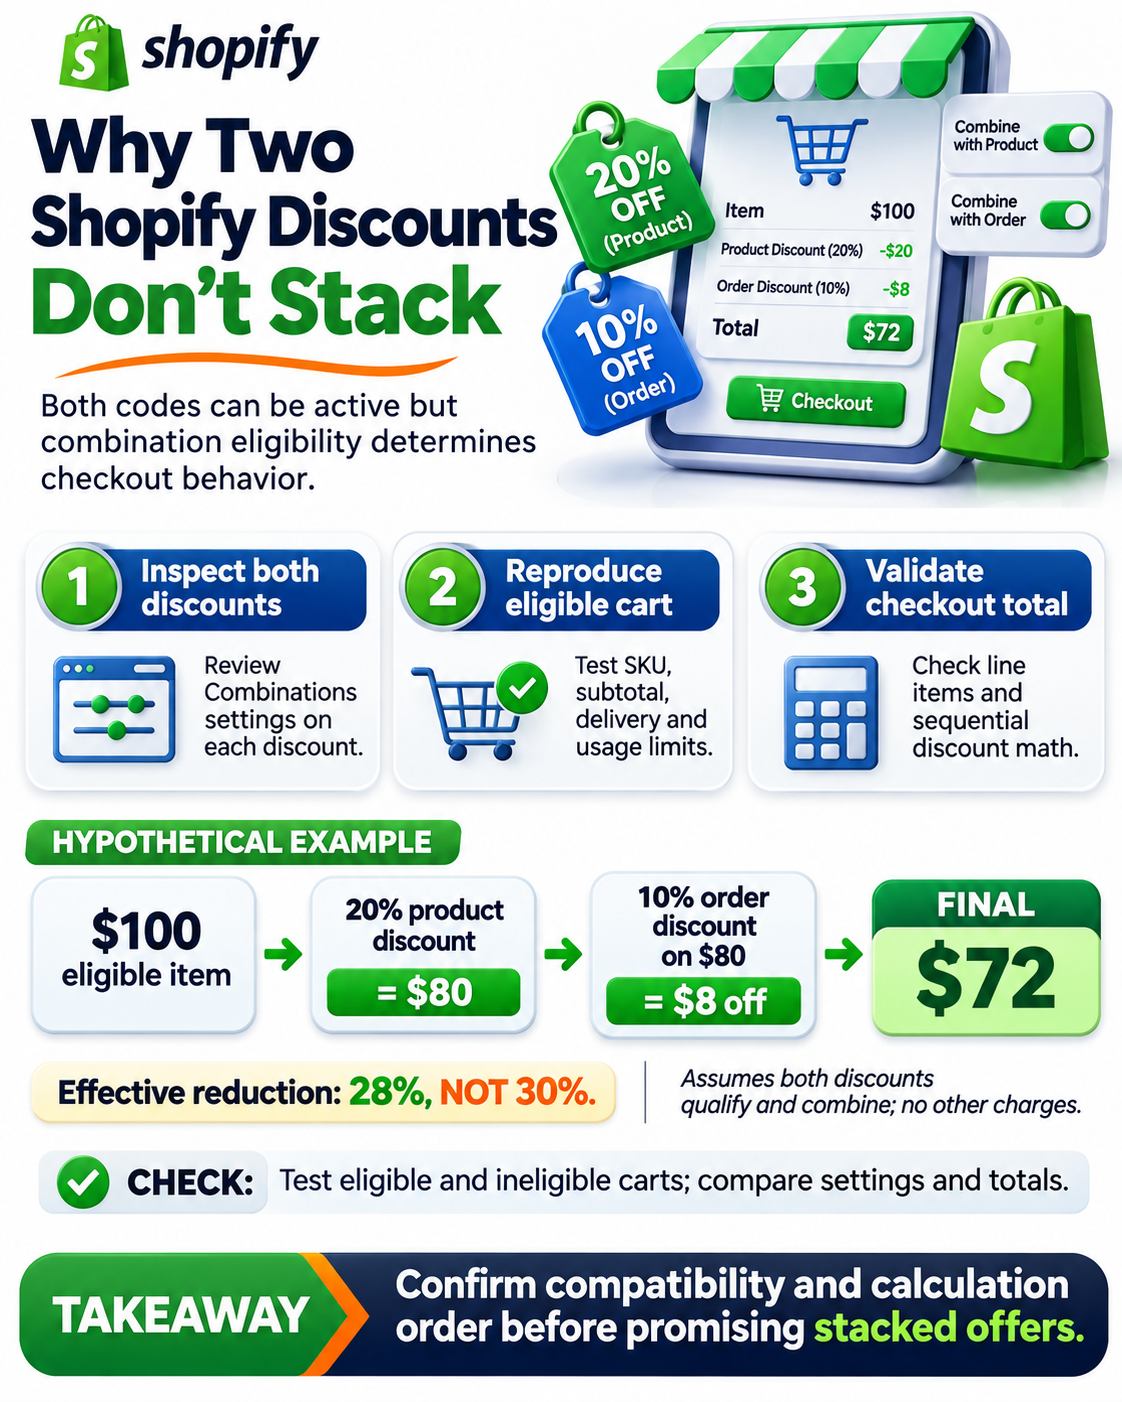 shopify
Why Two
Shopify Discounts
Don't Stack
Both codes can be active but
combination eligibility determines
checkout behavior.
20%
OFF
(Product)
10%
OFF
(Order)
Item $100
Product Discount (20%) -$20
Order Discount (10%) -$8
Total $72
Checkout
Combine
with Product
Combine
with Order
S
1
Inspect both
discounts
Review
Combinations
settings on
each discount.
2
Reproduce
eligible cart
Test SKU,
subtotal,
delivery and
usage limits.
3
Validate
checkout total
Check line
items and
sequential
discount math.
HYPOTHETICAL EXAMPLE
$100
eligible item
20% product
discount
= $80
10% order
discount
on $80
= $8 off
FINAL
$72
Effective reduction: 28%, NOT 30%.
Assumes both discounts
qualify and combine; no other charges.
CHECK: Test eligible and ineligible carts; compare settings and totals.
TAKEAWAY
Confirm compatibility and calculation
order before promising stacked offers.